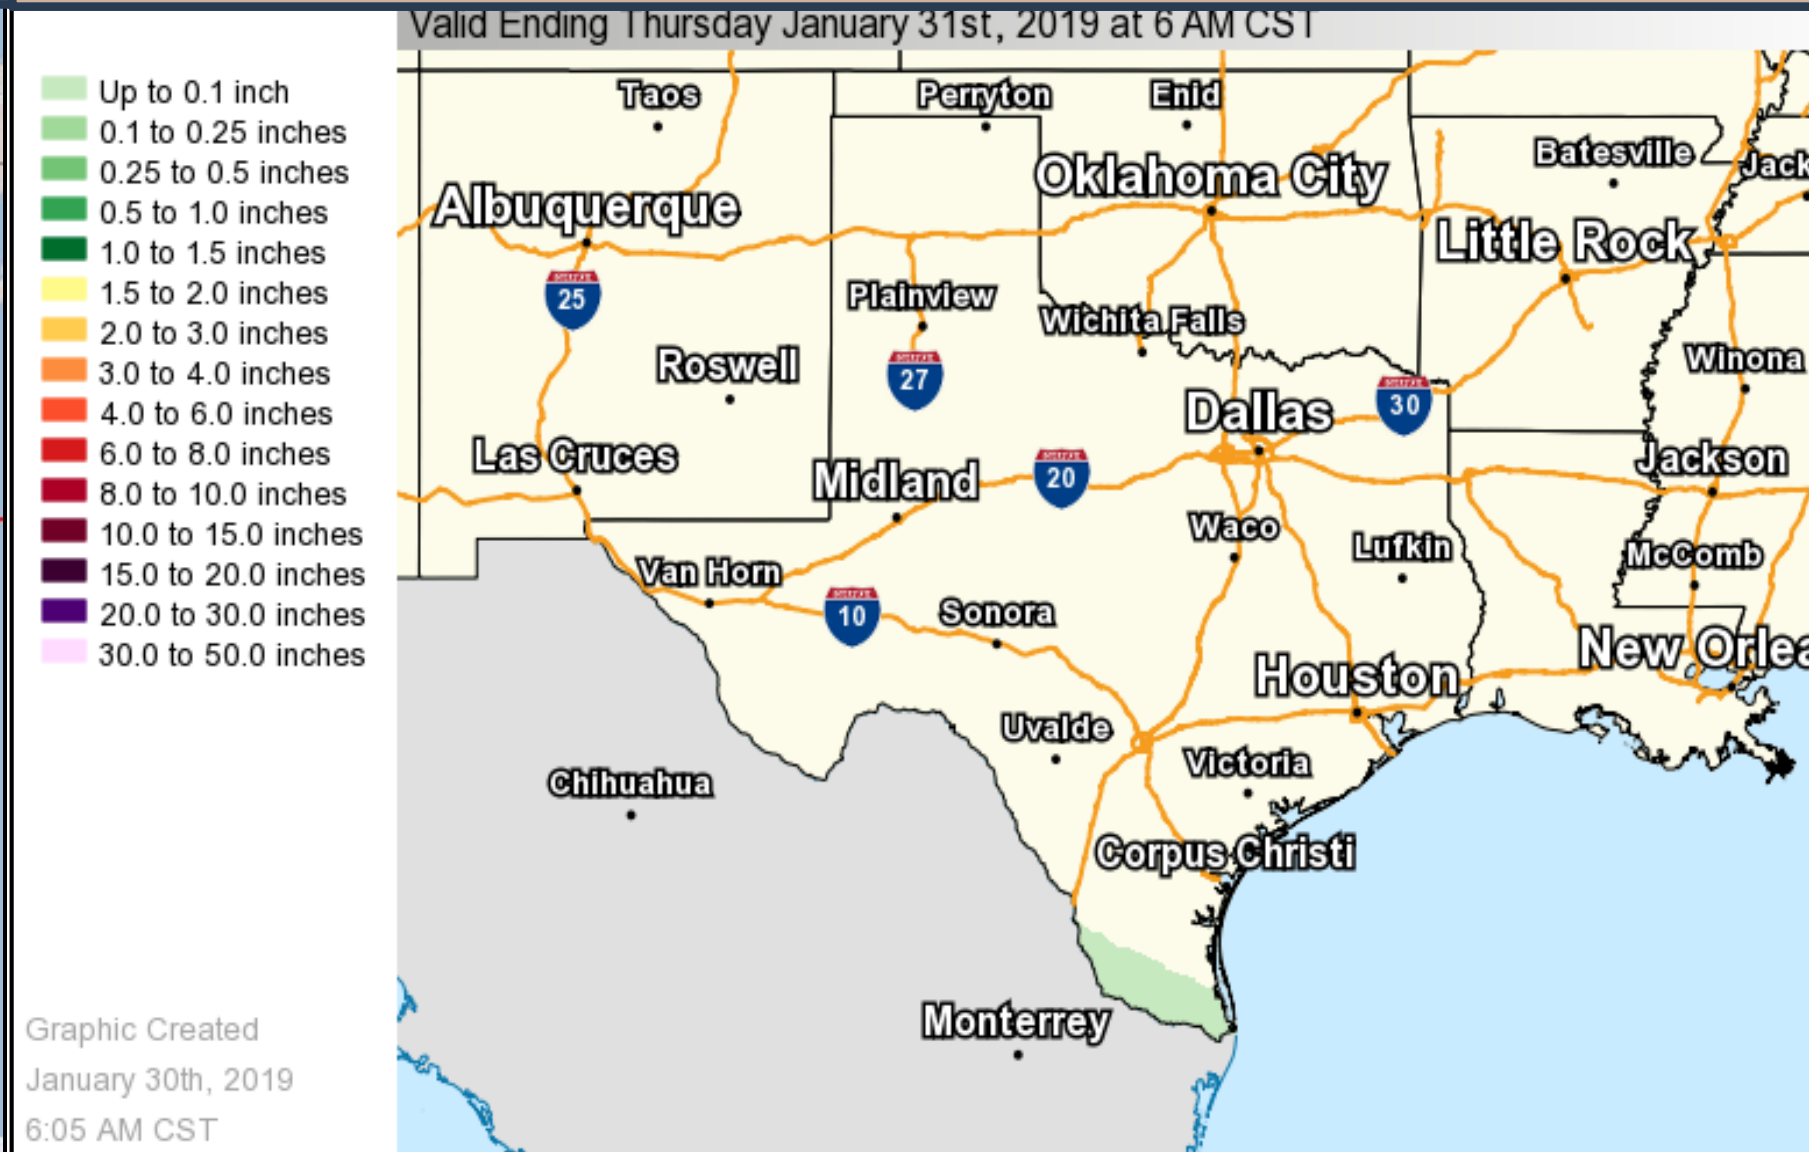 Valid Ending Thursday January 31st, 2019 at 6 AM CST
Up to 0.1 inch
0.1 to 0.25 inches
0.25 to 0.5 inches
0.5 to 1.0 inches
1.0 to 1.5 inches
1.5 to 2.0 inches
2.0 to 3.0 inches
3.0 to 4.0 inches
4.0 to 6.0 inches
6.0 to 8.0 inches
8.0 to 10.0 inches
10.0 to 15.0 inches
15.0 to 20.0 inches
20.0 to 30.0 inches
30.0 to 50.0 inches
Graphic Created
January 30th, 2019
6:05 AM CST
Taos
Perryton
Enid
Batesville
Jack
Oklahoma City
Albuquerque
Little Rock
25
Plainview
Wichita Falls
Roswell
27
Winona
30
Dallas
Las Cruces
Midland
20
Jackson
Waco
Lufkin
McComb
Van Horn
10
Sonora
New Orlea
Houston
Uvalde
Victoria
Chihuahua
Corpus Christi
Monterrey